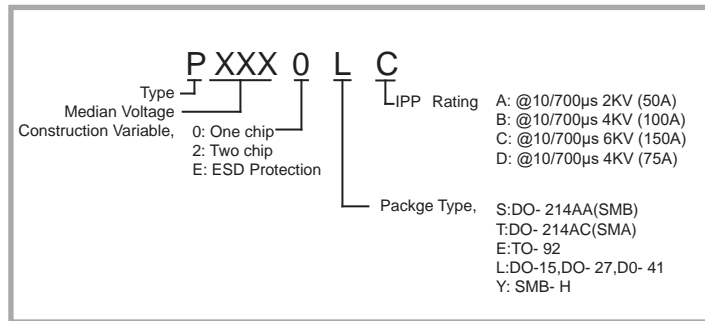 P XXX 0 L C
Type
Median Voltage
Construction Variable,
0: One chip
2: Two chip
E: ESD Protection
IPP Rating
A: @10/700µs 2KV (50A)
B: @10/700µs 4KV (100A)
C: @10/700µs 6KV (150A)
D: @10/700µs 4KV (75A)
Packge Type,
S:DO- 214AA(SMB)
T:DO- 214AC(SMA)
E:TO- 92
L:DO-15,DO- 27,D0- 41
Y: SMB- H